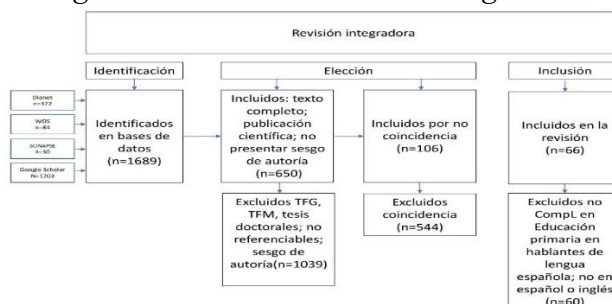 Revisión integradora
Identificación
Elección
Inclusión
Dianet
n=372
WOS
n=84
SCINAPSE
n=30
Google Scholar
N=1203
Identificados
en bases de
datos
(n=1689)
Incluidos: texto
completo;
publicación
científica; no
presentar sesgo
de autoría
(n=650)
Incluidos por no
coincidencia
(n=106)
Incluidos en la
revisión
(n=66)
Excluidos TFG,
TFM, tesis
doctorales; no
referenciables;
sesgo de
autoría(n=1039)
Excluidos
coincidencia
(n=544)
Excluidos no
CompL en
Educación
primaria en
hablantes de
lengua
española; no en
español o inglés
(n=60)